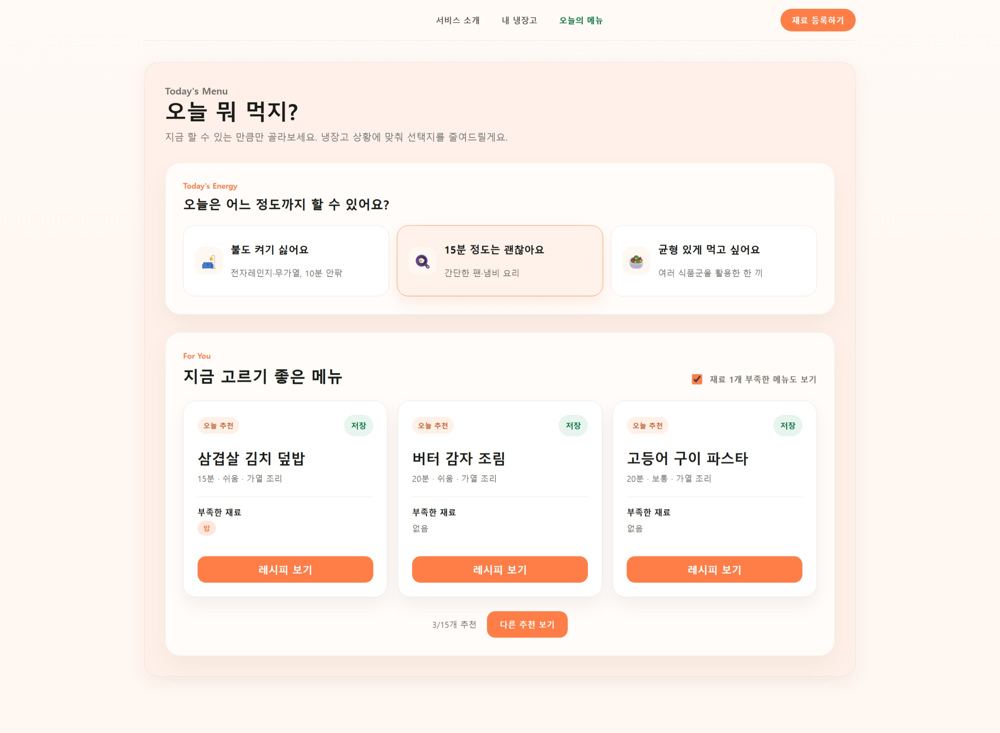 서비스 소개
내 냉장고
오늘의 메뉴
재료 등록하기
Today's Menu
오늘 뭐 먹지?
지금 할 수 있는 만큼만 골라보세요. 냉장고 상황에 맞춰 선택지를 줄여드릴게요.
Today's Energy
오늘은 어느 정도까지 할 수 있어요?
불도 켜기 싫어요
전자레인지·무가열, 10분 안팎
15분 정도는 괜찮아요
간단한 팬·냄비 요리
균형 있게 먹고 싶어요
여러 식품군을 활용한 한 끼
For You
지금 고르기 좋은 메뉴
재료 1개 부족한 메뉴도 보기
오늘 추천
저장
삼겹살 김치 덮밥
15분 · 쉬움 · 가열 조리
부족한 재료
밥
레시피 보기
오늘 추천
저장
버터 감자 조림
20분 · 쉬움 · 가열 조리
부족한 재료
없음
레시피 보기
오늘 추천
저장
고등어 구이 파스타
20분 · 보통 · 가열 조리
부족한 재료
없음
레시피 보기
3/15개 추천
다른 추천 보기